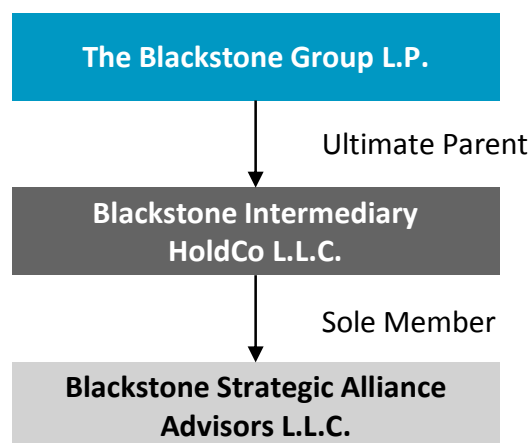 The Blackstone Group L.P.
Ultimate Parent
Blackstone Intermediary
HoldCo L.L.C.
Sole Member
Blackstone Strategic Alliance
Advisors L.L.C.